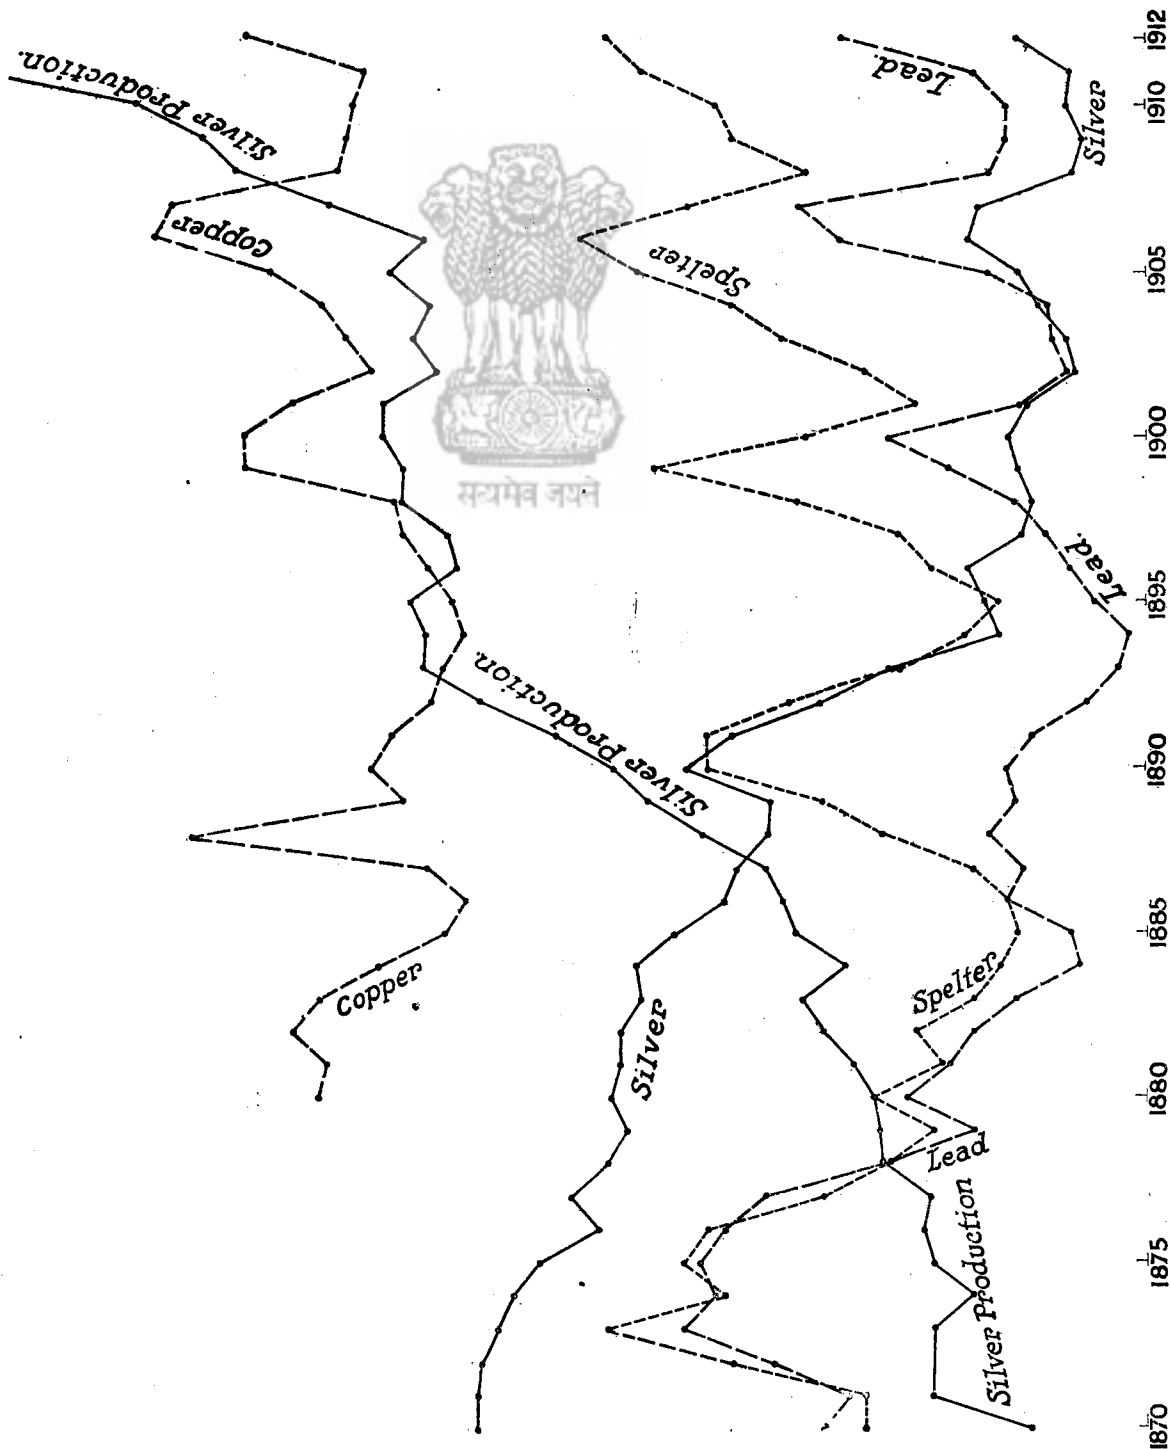 Silver Production.
Copper
Spelter
Lead.
Silver
Lead.
Silver Production.
Copper
Silver
Spelter
Lead
Silver Production
सत्यमेव जयते
1870
1875
1880
1885
1890
1895
1900
1905
1910
1912